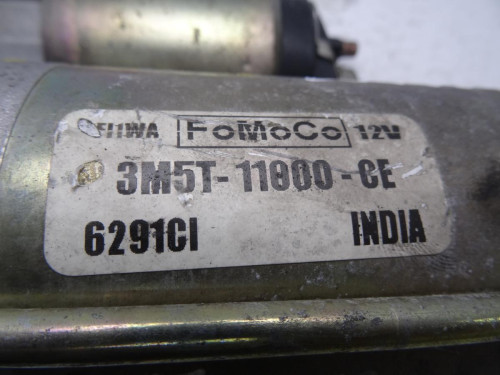 FoMoCo 12V
3M5T-11000-CE
6291CI
INDIA